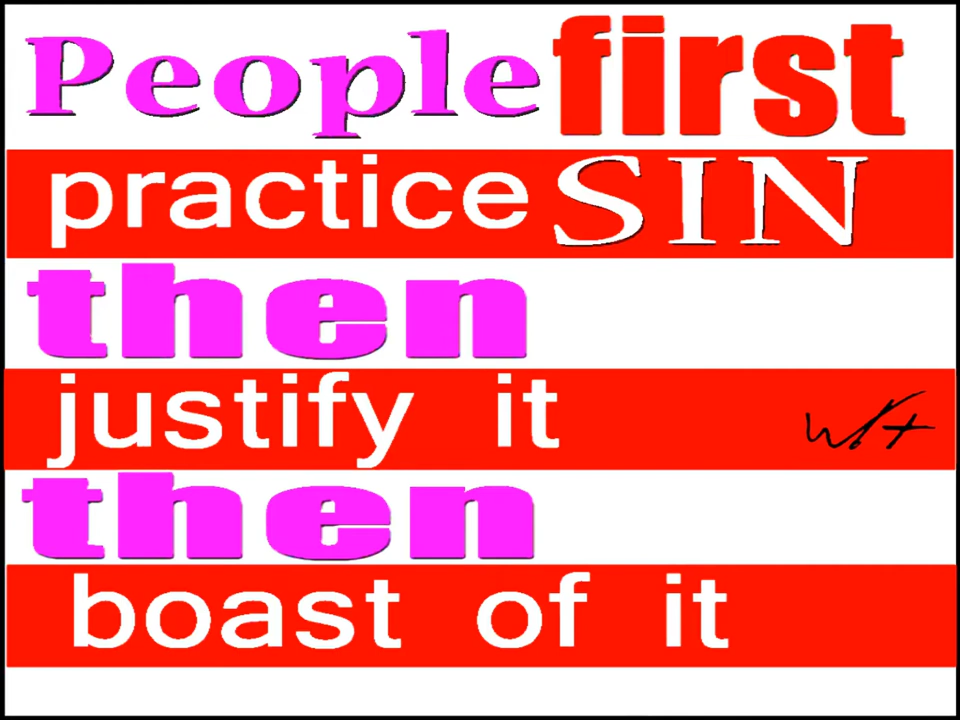 People first
practice SIN
then
justify it
then
boast of it